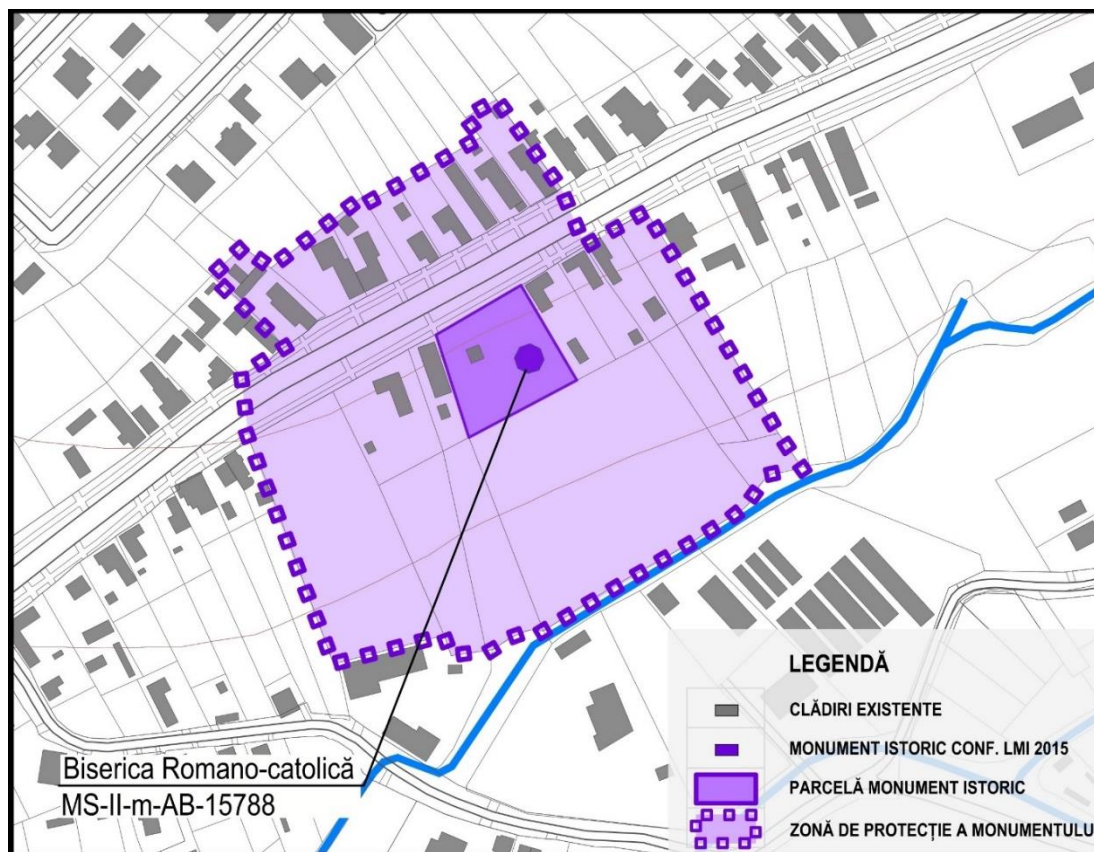 Biserica Romano-catolică
MS-II-m-AB-15788
LEGENDĂ
CLĂDIRI EXISTENTE
MONUMENT ISTORIC CONF. LMI 2015
PARCELĂ MONUMENT ISTORIC
ZONĂ DE PROTECȚIE A MONUMENTULUI